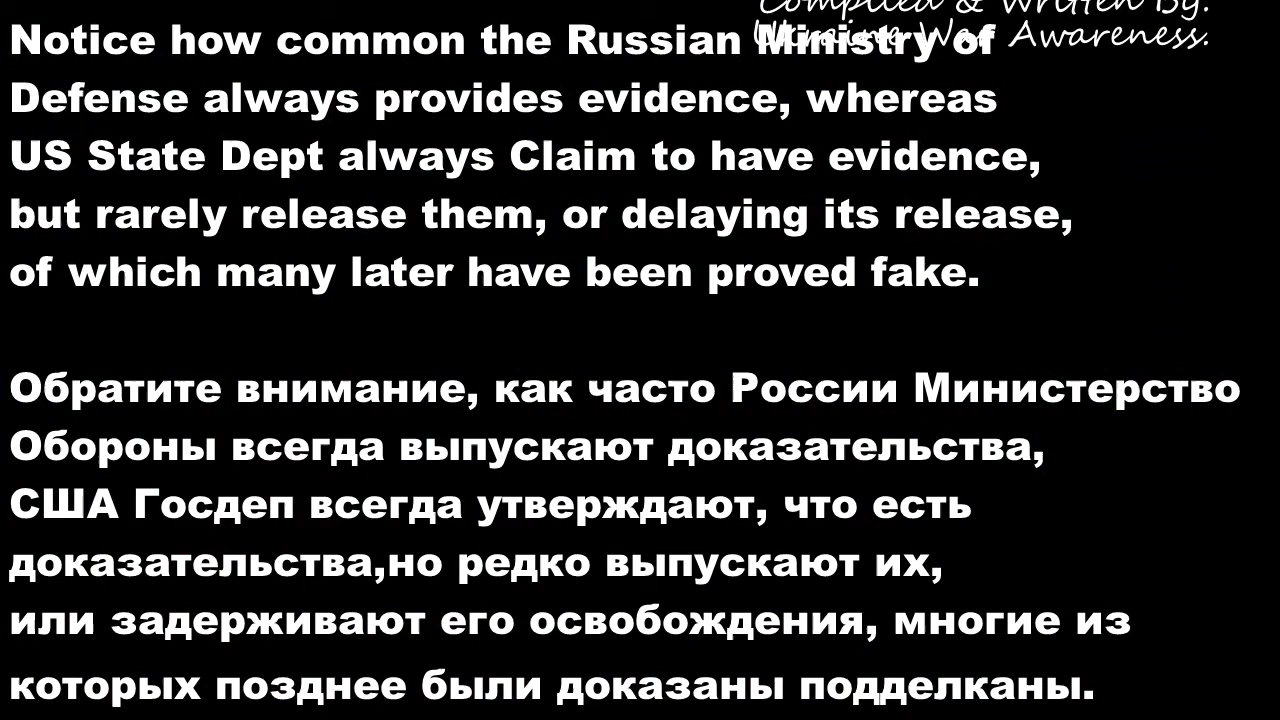 Compiled & Written By:
Ukraine War Awareness.
Notice how common the Russian Ministry of
Defense always provides evidence, whereas
US State Dept always Claim to have evidence,
but rarely release them, or delaying its release,
of which many later have been proved fake.
Обратите внимание, как часто России Министерство
Обороны всегда выпускают доказательства,
США Госдеп всегда утверждают, что есть
доказательства,но редко выпускают их,
или задерживают его освобождения, многие из
которых позднее были доказаны подделканы.